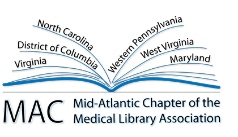 North Carolina
District of Columbia
Virginia
Western Pennsylvania
West Virginia
Maryland
MAC Mid-Atlantic Chapter of the
Medical Library Association